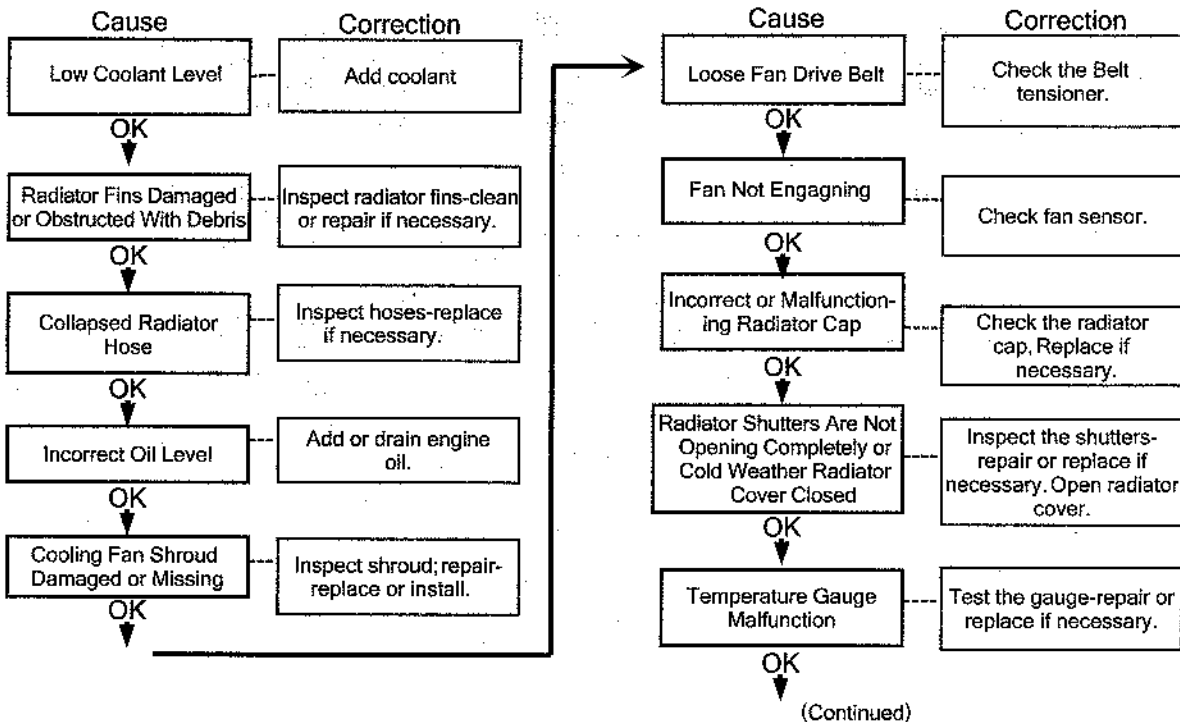 Cause
Correction
Low Coolant Level
Add coolant
OK
Radiator Fins Damaged
or Obstructed With Debris
Inspect radiator fins-clean
or repair if necessary.
OK
Collapsed Radiator
Hose
Inspect hoses-replace
if necessary.
OK
Incorrect Oil Level
Add or drain engine
oil.
OK
Cooling Fan Shroud
Damaged or Missing
Inspect shroud; repair-
replace or install.
OK
Cause
Correction
Loose Fan Drive Belt
Check the Belt
tensioner.
OK
Fan Not Engagning
Check fan sensor.
OK
Incorrect or Malfunction-
ing Radiator Cap
Check the radiator
cap, Replace if
necessary.
OK
Radiator Shutters Are Not
Opening Completely or
Cold Weather Radiator
Cover Closed
Inspect the shutters-
repair or replace if
necessary. Open radiator
cover.
OK
Temperature Gauge
Malfunction
Test the gauge-repair or
replace if necessary.
OK
(Continued)